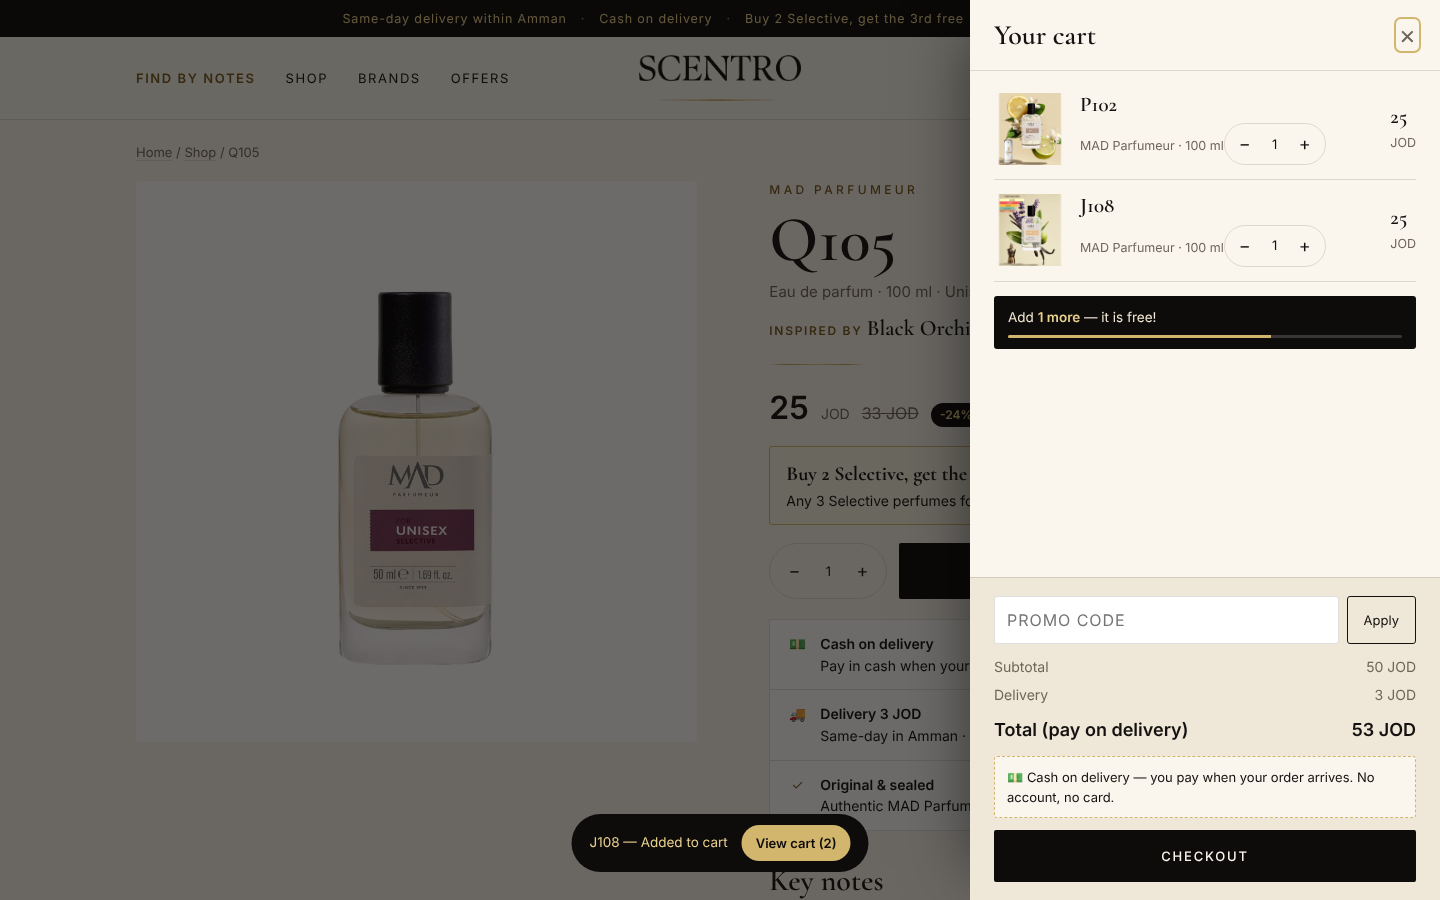 Same-day delivery within Amman · Cash on delivery · Buy 2 Selective, get the 3rd free
FIND BY NOTES SHOP BRANDS OFFERS
SCENTRO
Home / Shop / Q105
MAD PARFUMEUR
Q105
Eau de parfum · 100 ml ·
INSPIRED BY Black
25 JOD 33 JOD -24%
Buy 2 Selective, get the
Any 3 Selective perfumes
− 1 +
💵 Cash on delivery
Pay in cash when your
🚚 Delivery 3 JOD
Same-day in Amman ·
✓ Original & sealed
Authentic MAD
Key notes
MAD
PARFUMEUR
UNISEX
SELECTIVE
50 ml ℮ 1.69 fl. oz.
J108 — Added to cart View cart (2)
Your cart ✕
P102
MAD Parfumeur · 100 ml − 1 +
25
JOD
J108
MAD Parfumeur · 100 ml − 1 +
25
JOD
Add 1 more — it is free!
PROMO CODE Apply
Subtotal 50 JOD
Delivery 3 JOD
Total (pay on delivery) 53 JOD
💵 Cash on delivery — you pay when your order arrives. No
account, no card.
CHECKOUT